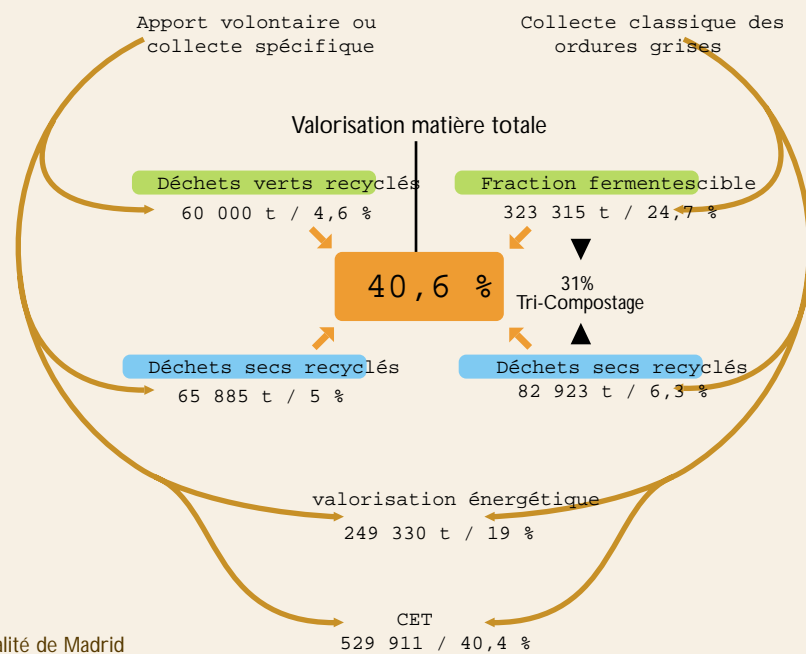 Apport volontaire ou
collecte spécifique
Collecte classique des
ordures grises
Valorisation matière totale
Déchets verts recyclés
60 000 t / 4,6 %
Fraction fermentescible
323 315 t / 24,7 %
40,6 %
31%
Tri-Compostage
Déchets secs recyclés
65 885 t / 5 %
Déchets secs recyclés
82 923 t / 6,3 %
valorisation énergétique
249 330 t / 19 %
CET
529 911 / 40,4 %
alité de Madrid